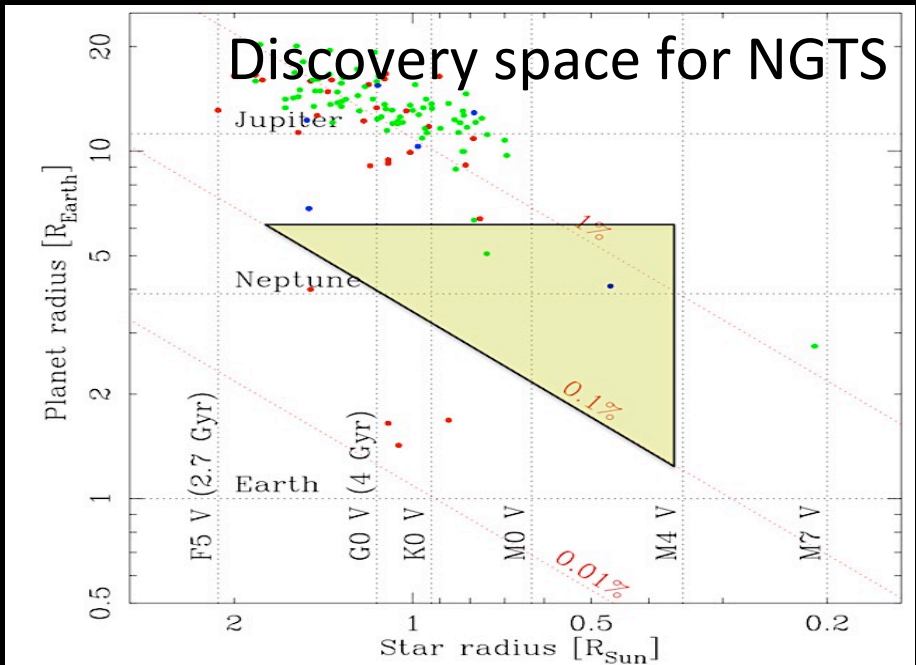 Discovery space for NGTS
20
10
5
2
1
0.5
Planet radius [R_Earth]
Jupiter
Neptune
Earth
1%
0.1%
0.01%
F5 V (2.7 Gyr)
G0 V (4 Gyr)
K0 V
M0 V
M4 V
M7 V
2
1
0.5
0.2
Star radius [R_Sun]